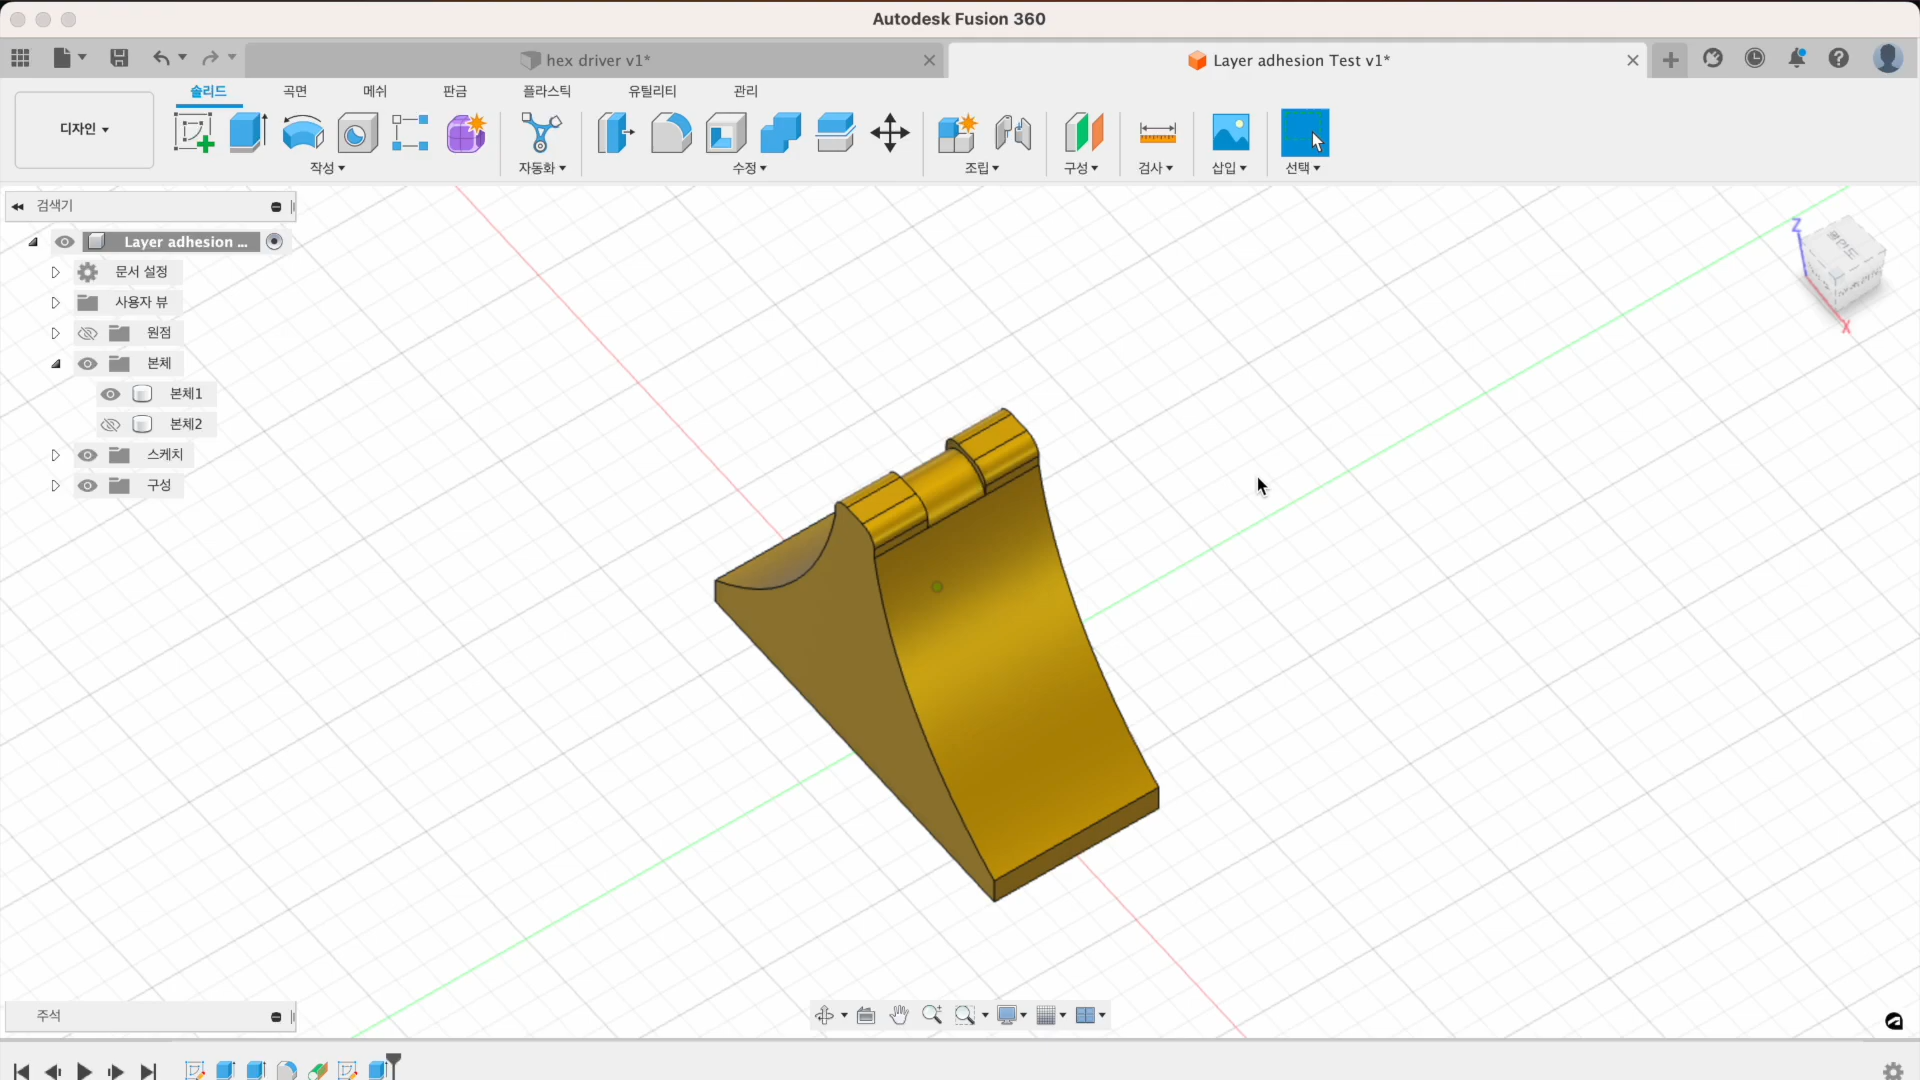 Autodesk Fusion 360
hex driver v1*
Layer adhesion Test v1*
솔리드 곡면 메쉬 판금 플라스틱 유틸리티 관리
디자인
작성 자동화 수정 조립 구성 검사 삽입 선택
검색기
Layer adhesion ...
문서 설정
사용자 뷰
원점
본체
본체1
본체2
스케치
구성
Z
X
주석